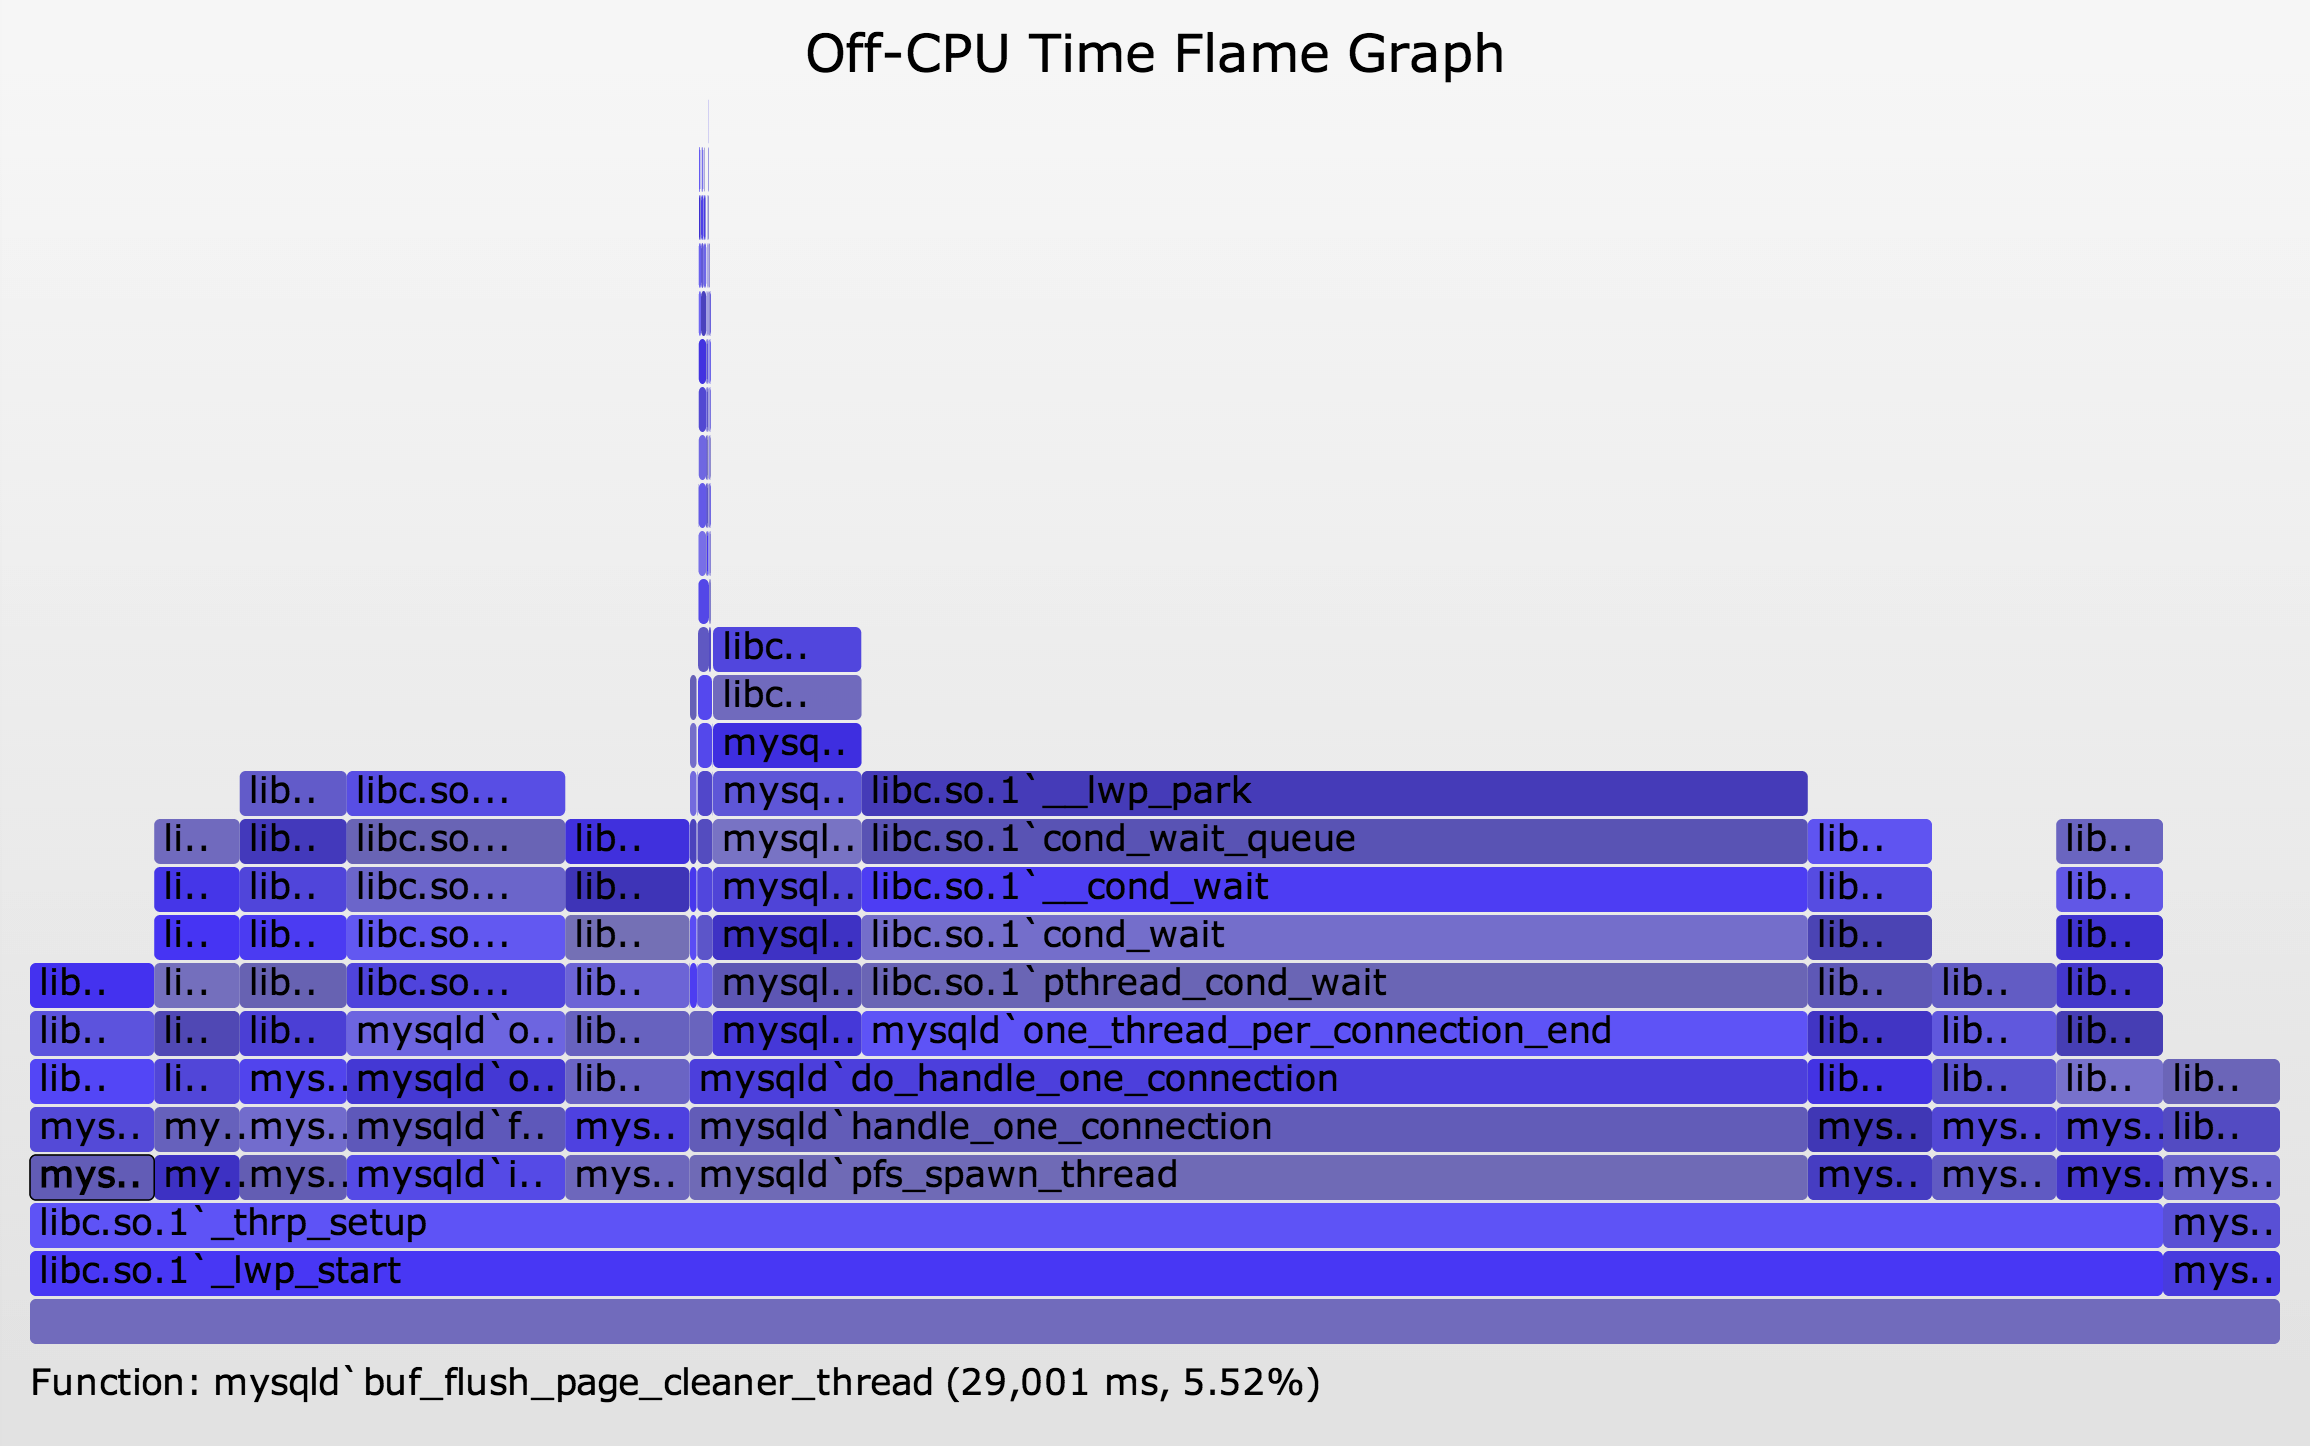 Off-CPU Time Flame Graph
libc..
libc..
mysq..
lib.. libc.so... mysq.. libc.so.1`__lwp_park
li.. lib.. libc.so... lib.. mysql.. libc.so.1`cond_wait_queue lib.. lib..
li.. lib.. libc.so... lib.. mysql.. libc.so.1`__cond_wait lib.. lib..
li.. lib.. libc.so... lib.. mysql.. libc.so.1`cond_wait lib.. lib..
lib.. li.. lib.. libc.so... lib.. mysql.. libc.so.1`pthread_cond_wait lib.. lib.. lib..
lib.. li.. lib.. mysqld`o.. lib.. mysql.. mysqld`one_thread_per_connection_end lib.. lib.. lib..
lib.. li.. mys.. mysqld`o.. lib.. mysqld`do_handle_one_connection lib.. lib.. lib.. lib..
mys.. my.. mys.. mysqld`f.. mys.. mysqld`handle_one_connection mys.. mys.. mys.. lib..
mys.. my.. mys.. mysqld`i.. mys.. mysqld`pfs_spawn_thread mys.. mys.. mys.. mys..
libc.so.1`_thrp_setup mys..
libc.so.1`_lwp_start mys..
Function: mysqld`buf_flush_page_cleaner_thread (29,001 ms, 5.52%)